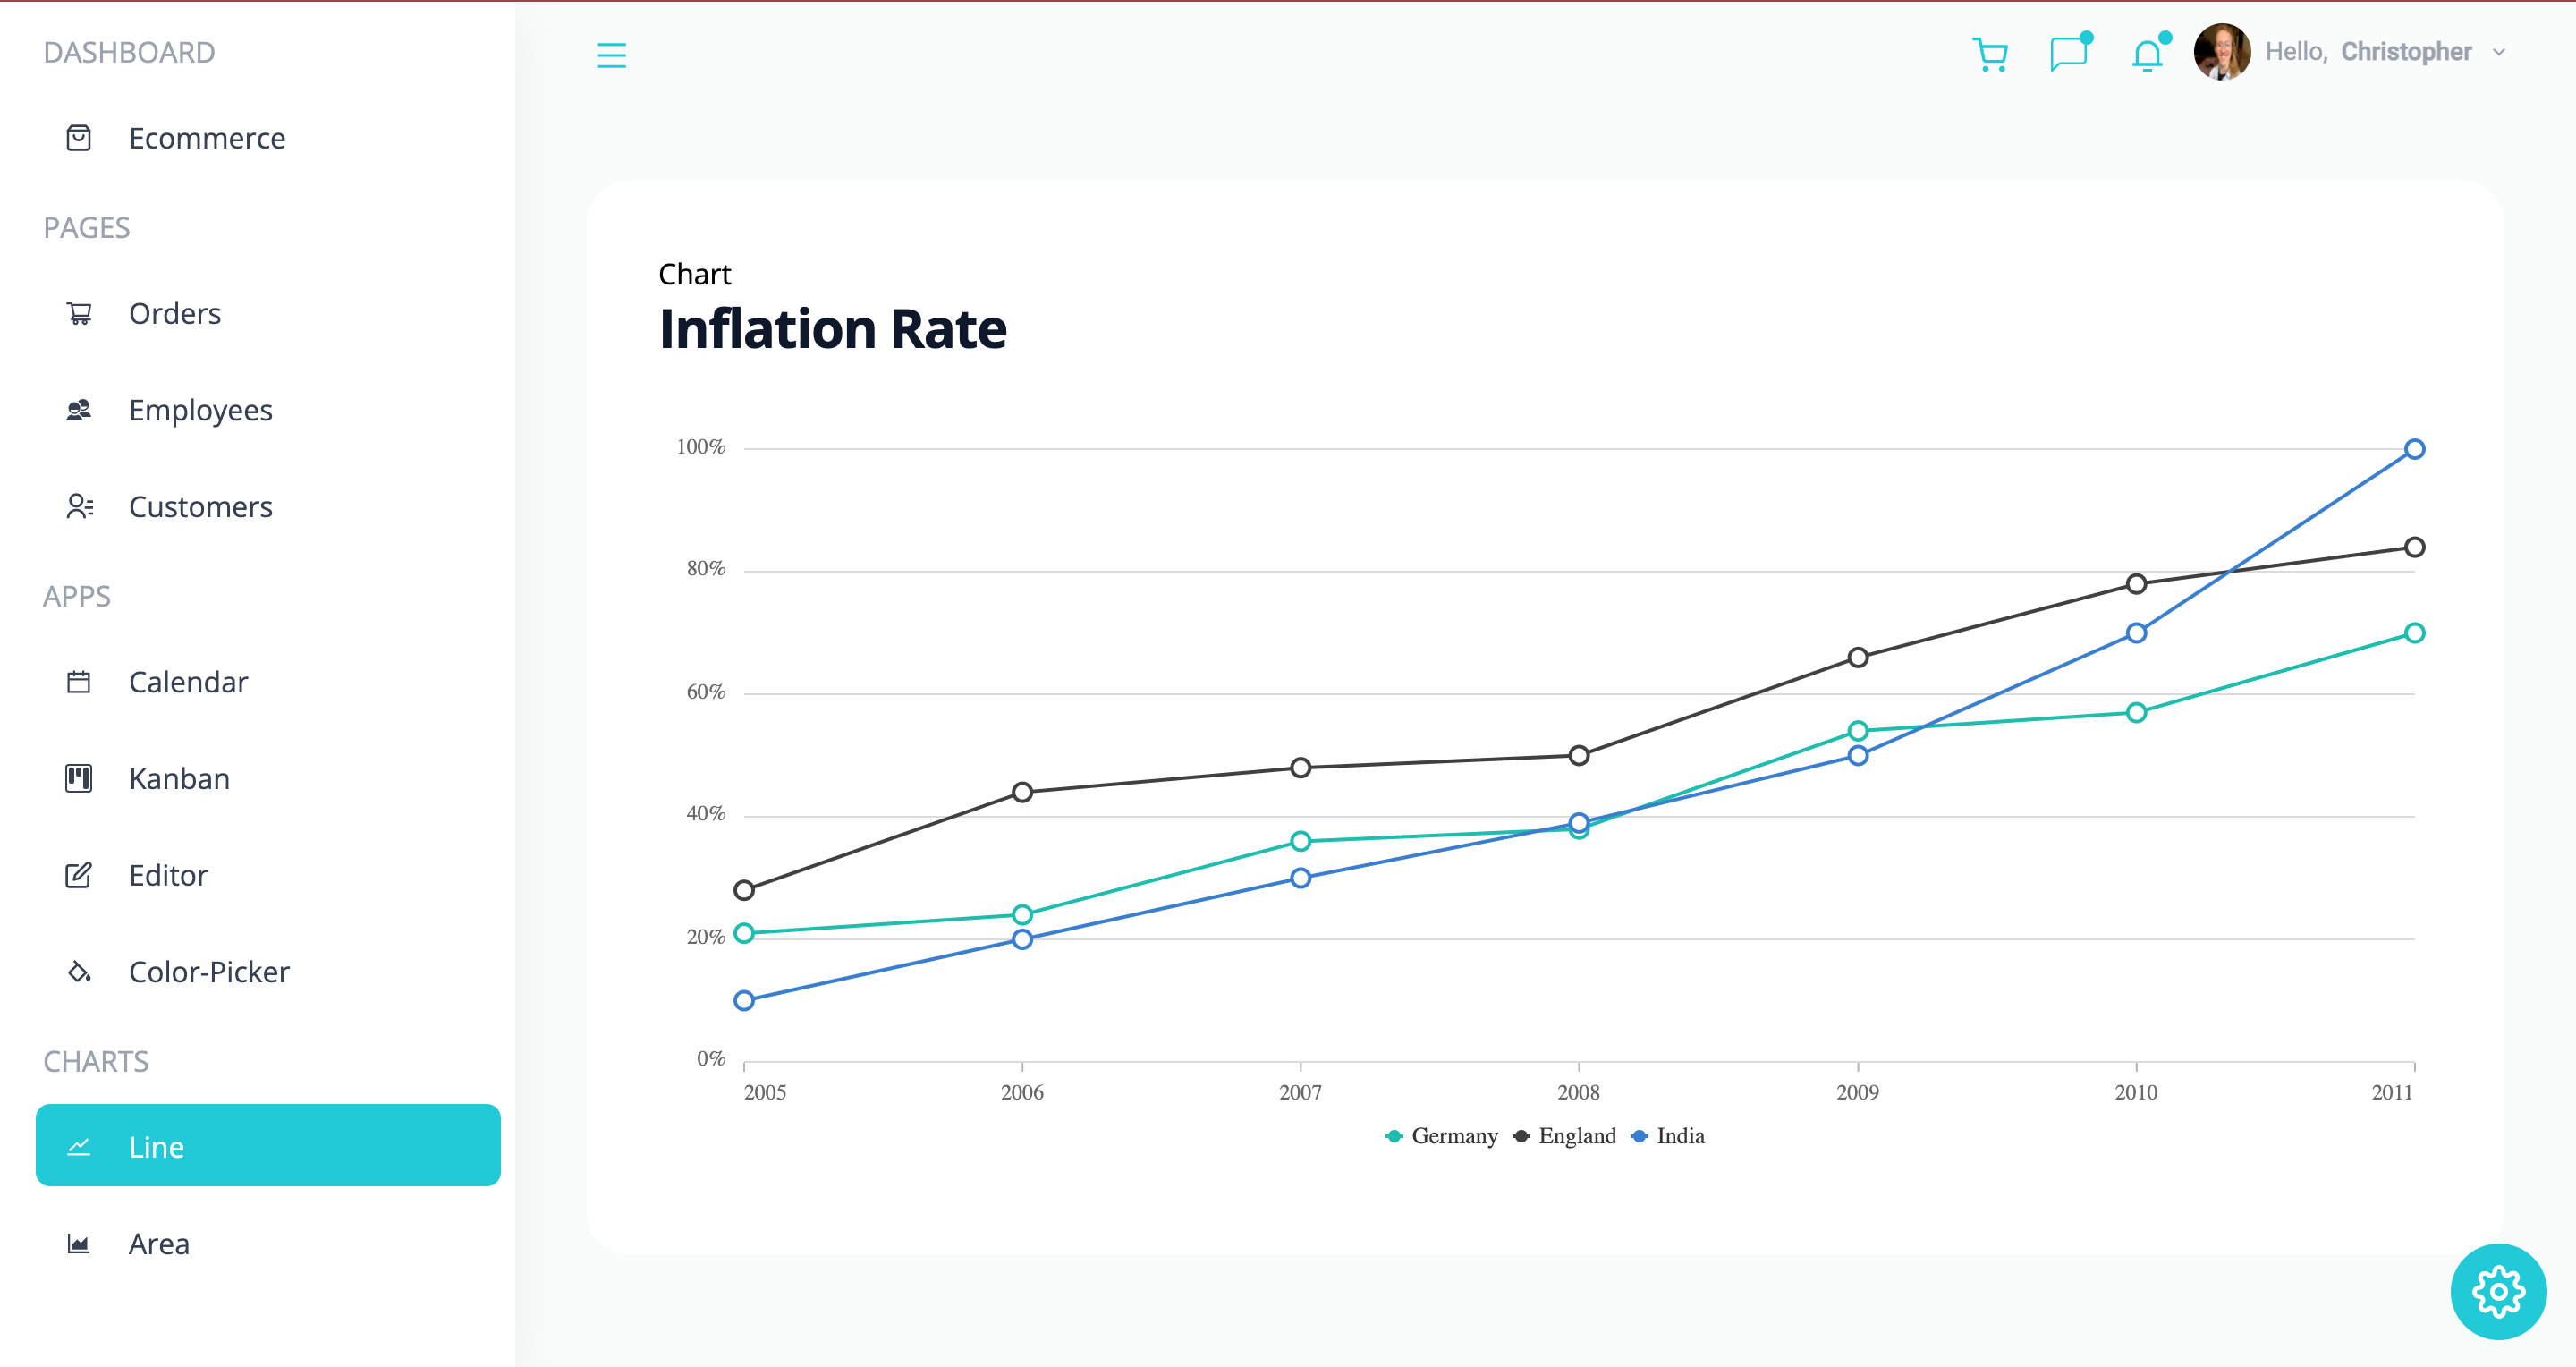 DASHBOARD
Ecommerce
PAGES
Orders
Employees
Customers
APPS
Calendar
Kanban
Editor
Color-Picker
CHARTS
Line
Area
Hello, Christopher
Chart
Inflation Rate
100%
80%
60%
40%
20%
0%
2005 2006 2007 2008 2009 2010 2011
Germany England India